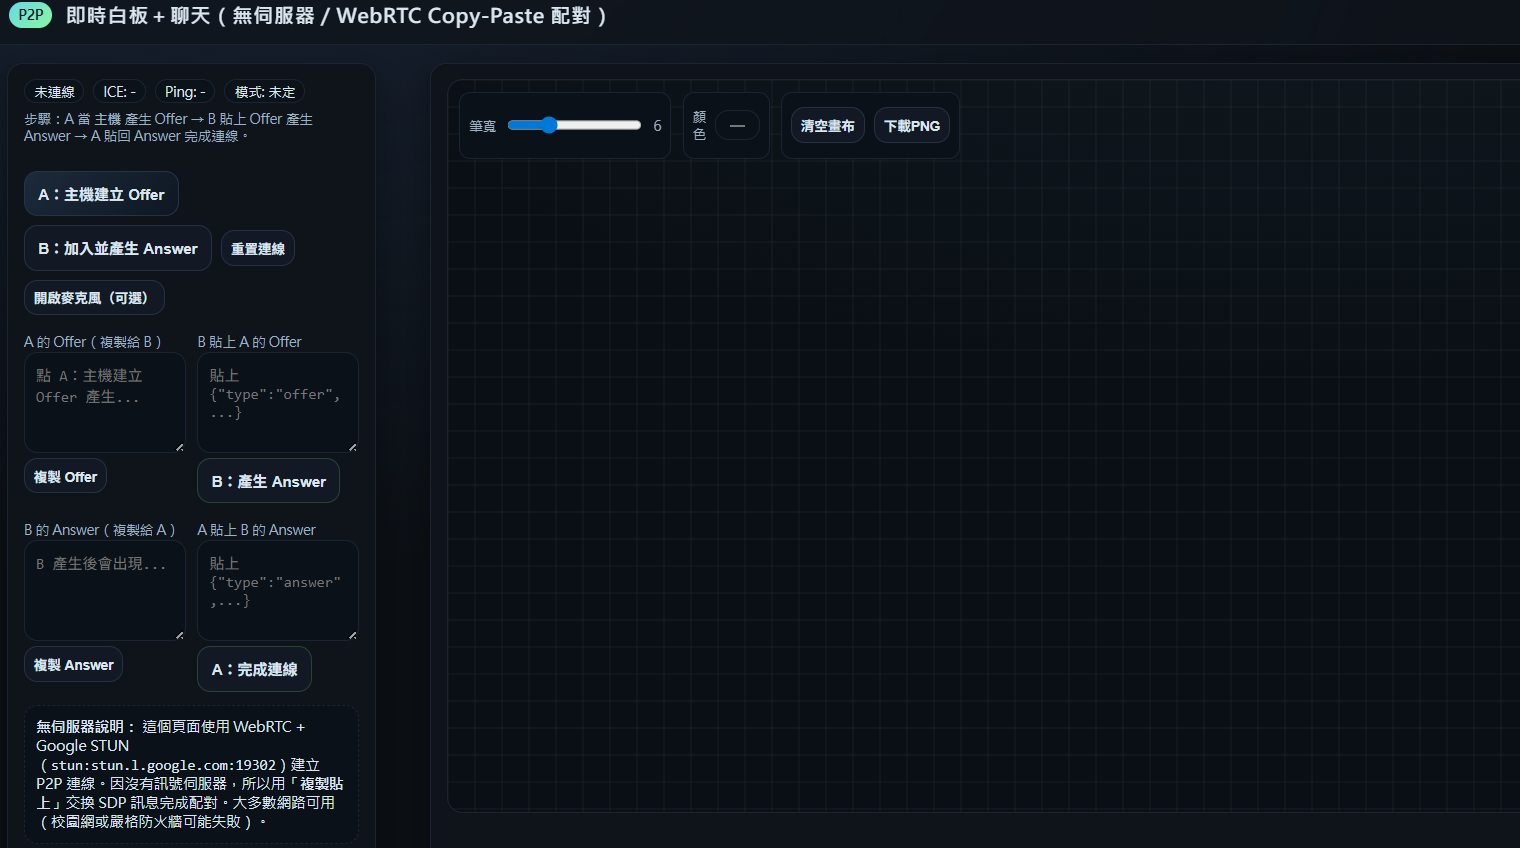 P2P 即時白板＋聊天（無伺服器 / WebRTC Copy-Paste 配對）
未連線 ICE: - Ping: - 模式: 未定
步驟：A 當 主機 產生 Offer → B 貼上 Offer 產生
Answer → A 貼回 Answer 完成連線。
A：主機建立 Offer
B：加入並產生 Answer 重置連線
開啟麥克風（可選）
A 的 Offer（複製給 B） B 貼上 A 的 Offer
點 A：主機建立
Offer 產生...
貼上
{"type":"offer",
...}
複製 Offer B：產生 Answer
B 的 Answer（複製給 A） A 貼上 B 的 Answer
B 產生後會出現...
貼上
{"type":"answer"
,...}
複製 Answer A：完成連線
無伺服器說明： 這個頁面使用 WebRTC +
Google STUN
（stun:stun.l.google.com:19302）建立
P2P 連線。因沒有訊號伺服器，所以用「複製貼
上」交換 SDP 訊息完成配對。大多數網路可用
（校園網或嚴格防火牆可能失敗）。
筆寬 6
顏
色
—
清空畫布 下載PNG